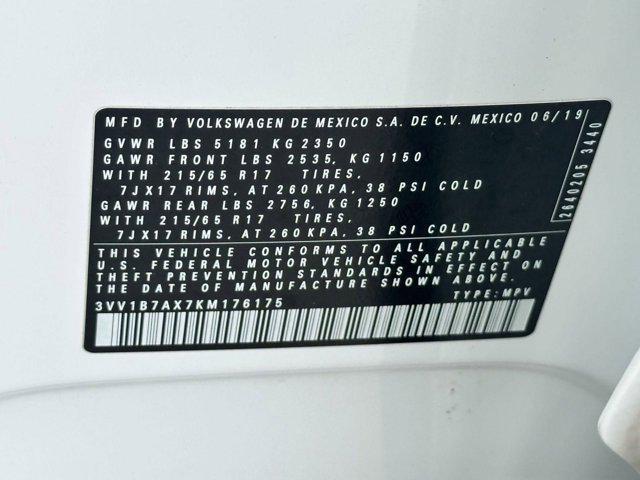 MFD BY VOLKSWAGEN DE MEXICO S.A. DE C.V. MEXICO 06/19
GVWR LBS 5181 KG 2350
GAWR FRONT LBS 2535, KG 1150
WITH 215/65 R17 TIRES,
7JX17 RIMS, AT 260 KPA, 38 PSI COLD
GAWR REAR LBS 2756, KG 1250
WITH 215/65 R17 TIRES,
7JX17 RIMS, AT 260 KPA, 38 PSI COLD
THIS VEHICLE CONFORMS TO ALL APPLICABLE
U.S. FEDERAL MOTOR VEHICLE SAFETY AND
THEFT PREVENTION STANDARDS IN EFFECT ON
THE DATE OF MANUFACTURE SHOWN ABOVE.
3VV1B7AX7KM176175 TYPE: MPV
2640205 3440